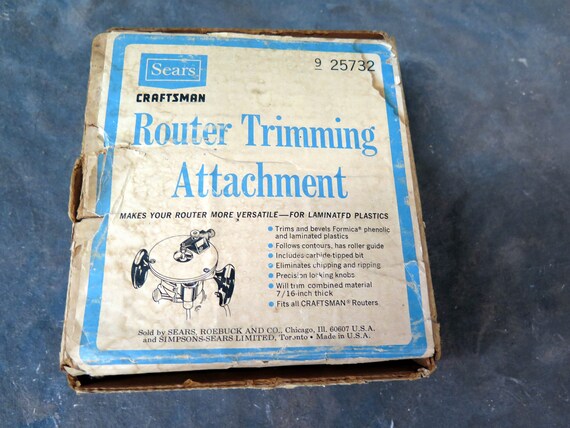 Sears
9 25732
CRAFTSMAN
Router Trimming
Attachment
MAKES YOUR ROUTER MORE VERSATILE—FOR LAMINATED PLASTICS
Trims and bevels Formica® phenolic
and laminated plastics
Follows contours, has roller guide
Includes carbide-tipped bit
Eliminates chipping and ripping
Precision locking knobs
Will trim combined material
7/16-inch thick
Fits all CRAFTSMAN® Routers
Sold by SEARS, ROEBUCK AND CO., Chicago, Ill. 60607 U.S.A.
and SIMPSONS-SEARS LIMITED, Toronto • Made in U.S.A.